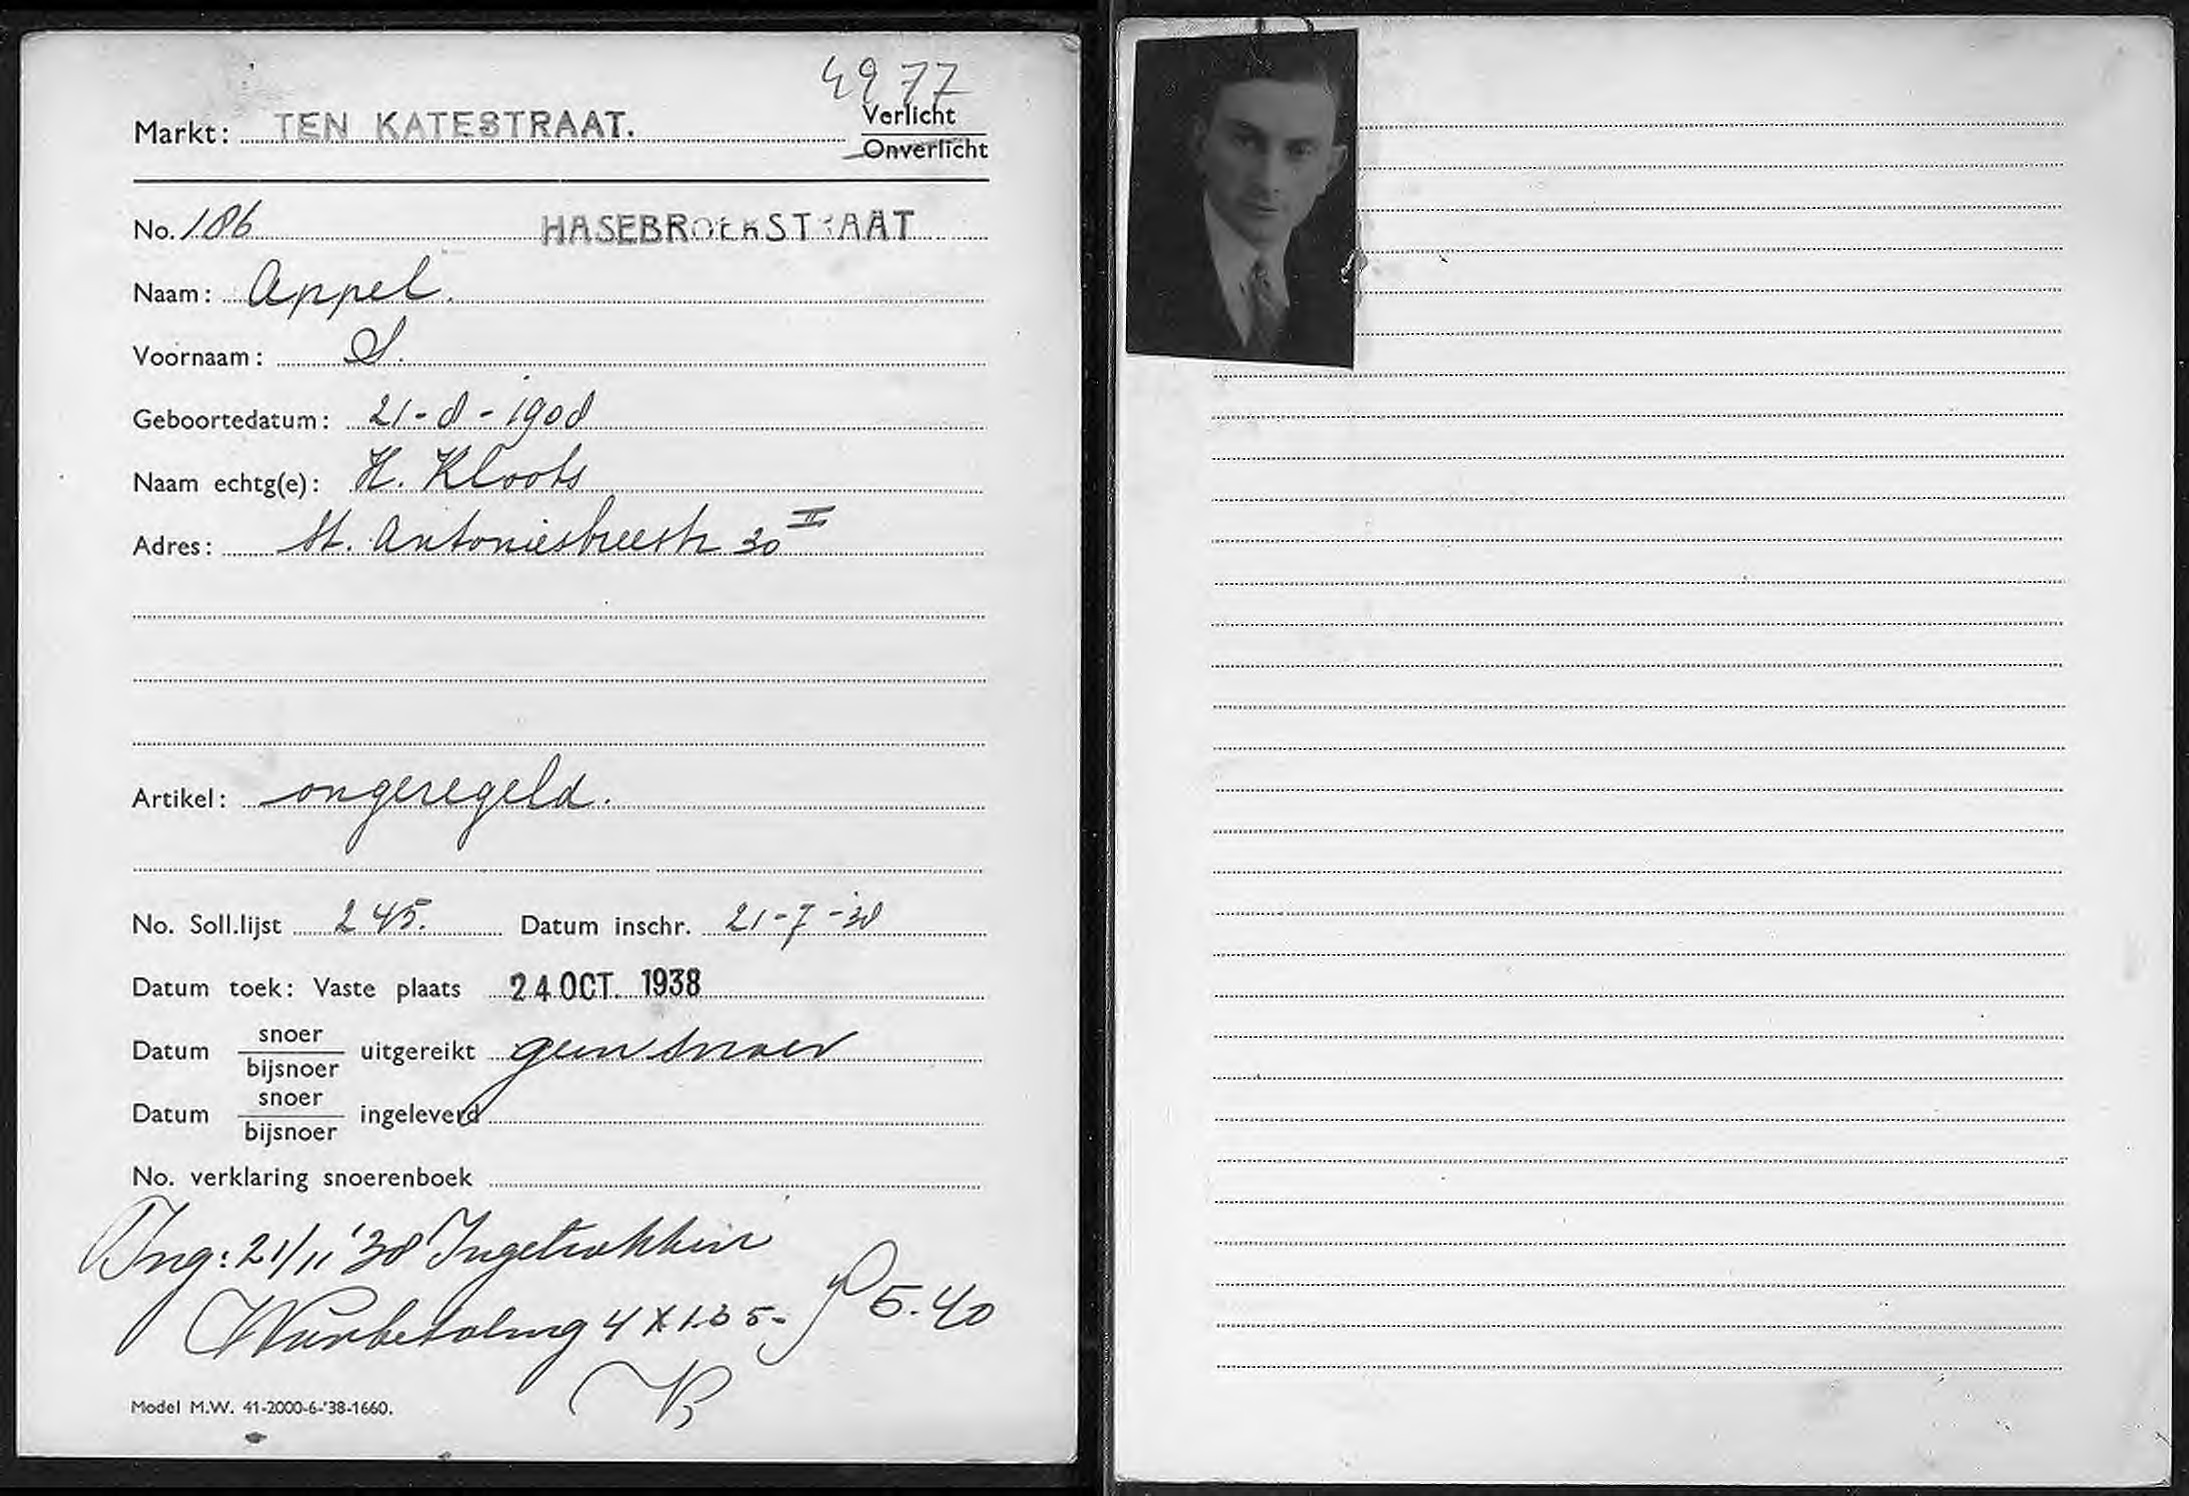 4977
Markt: TEN KATESTRAAT. Verlicht
Onverlicht
No. 186 HASEBROEKSTRAAT
Naam: Appel.
Voornaam: S.
Geboortedatum: 21-8-1908
Naam echtg(e): H. Kloots
Adres: St. Antoniesbreestr 30 II
Artikel: ongeregeld.
No. Soll.lijst 245. Datum inschr. 21-7-'38
Datum toek: Vaste plaats 24 OCT. 1938
Datum snoer/bijsnoer uitgereikt geen snoer
Datum snoer/bijsnoer ingeleverd
No. verklaring snoerenboek
Ing: 21/11 '38 Ingetrokken
Wanbetaling 4 x 1.35- f 5.40
Model M.W. 41-2000-6-'38-1660.